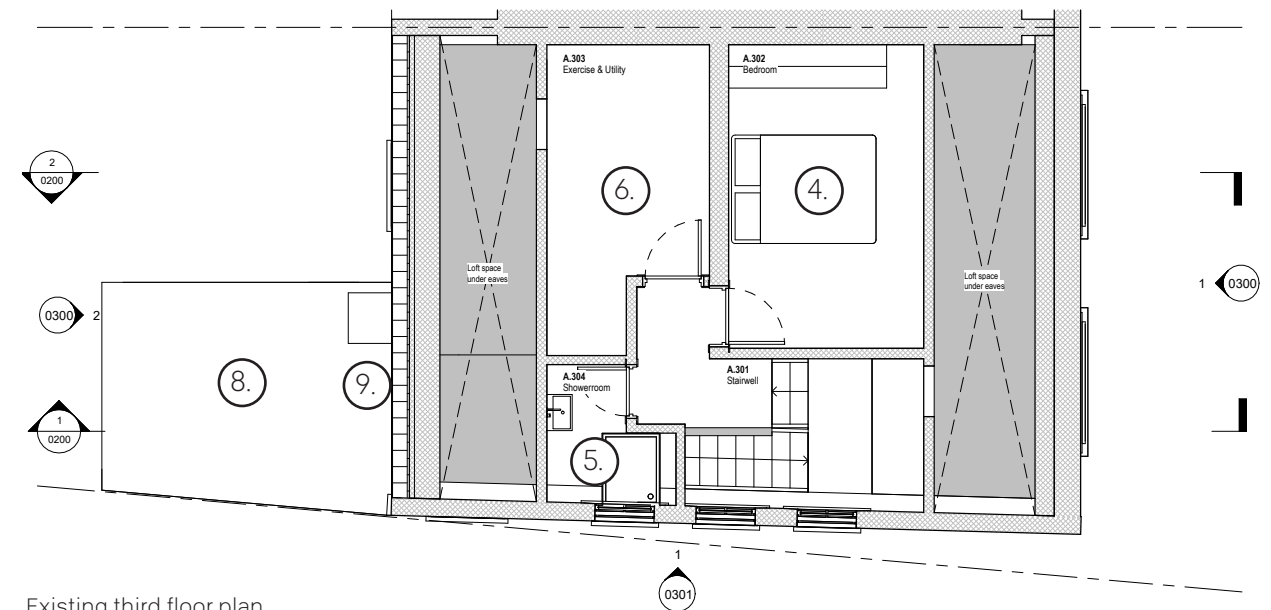 A.303
Exercise & Utility
A.302
Bedroom
2
0200
6.
4.
Loft space
under eaves
Loft space
under eaves
1
0300
0300
2
8.
9.
A.304
Showerroom
A.301
Stairwell
1
0200
5.
1
0301
Existing third floor plan